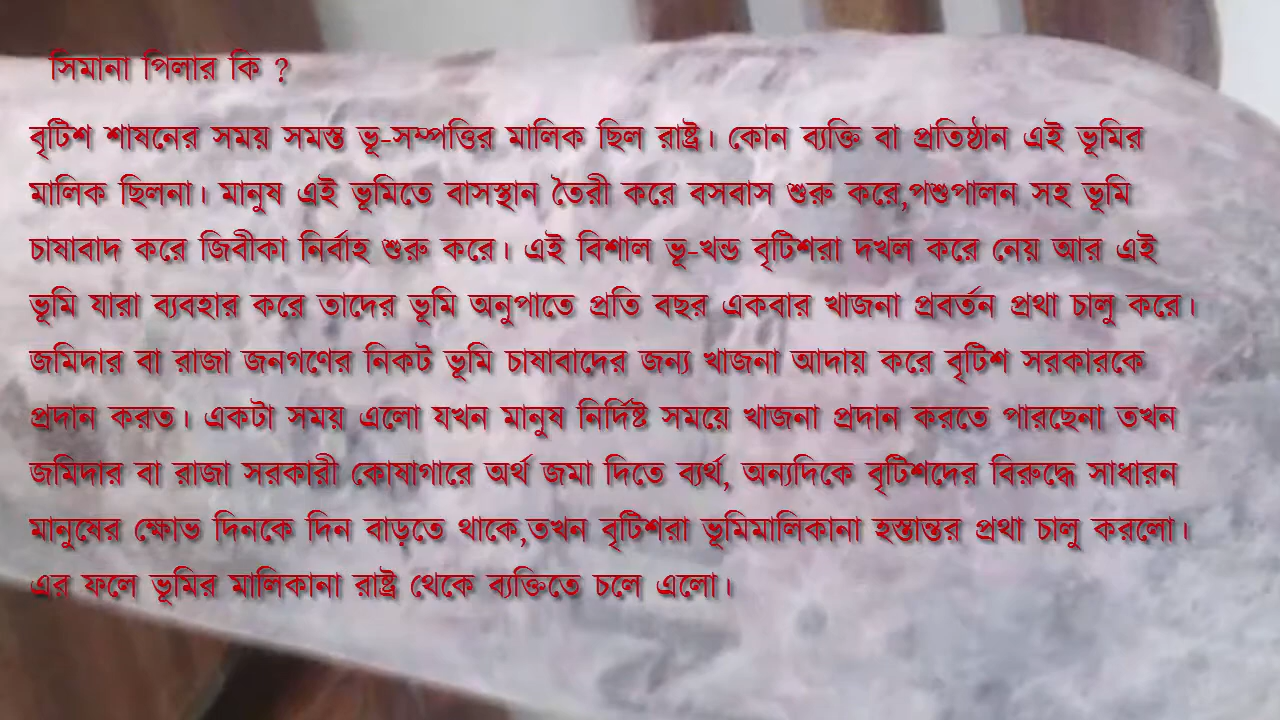 সিমানা পিলার কি ?
বৃটিশ শাষনের সময় সমস্ত ভূ-সম্পত্তির মালিক ছিল রাষ্ট্র। কোন ব্যক্তি বা প্রতিষ্ঠান এই ভূমির
মালিক ছিলনা। মানুষ এই ভূমিতে বাসস্থান তৈরী করে বসবাস শুরু করে,পশুপালন সহ ভূমি
চাষাবাদ করে জিবীকা নির্বাহ শুরু করে। এই বিশাল ভূ-খন্ড বৃটিশরা দখল করে নেয় আর এই
ভূমি যারা ব্যবহার করে তাদের ভূমি অনুপাতে প্রতি বছর একবার খাজনা প্রবর্তন প্রথা চালু করে।
জমিদার বা রাজা জনগণের নিকট ভূমি চাষাবাদের জন্য খাজনা আদায় করে বৃটিশ সরকারকে
প্রদান করত। একটা সময় এলো যখন মানুষ নির্দিষ্ট সময়ে খাজনা প্রদান করতে পারছেনা তখন
জমিদার বা রাজা সরকারী কোষাগারে অর্থ জমা দিতে ব্যর্থ, অন্যদিকে বৃটিশদের বিরুদ্ধে সাধারন
মানুষের ক্ষোভ দিনকে দিন বাড়তে থাকে,তখন বৃটিশরা ভূমিমালিকানা হস্তান্তর প্রথা চালু করলো।
এর ফলে ভূমির মালিকানা রাষ্ট্র থেকে ব্যক্তিতে চলে এলো।